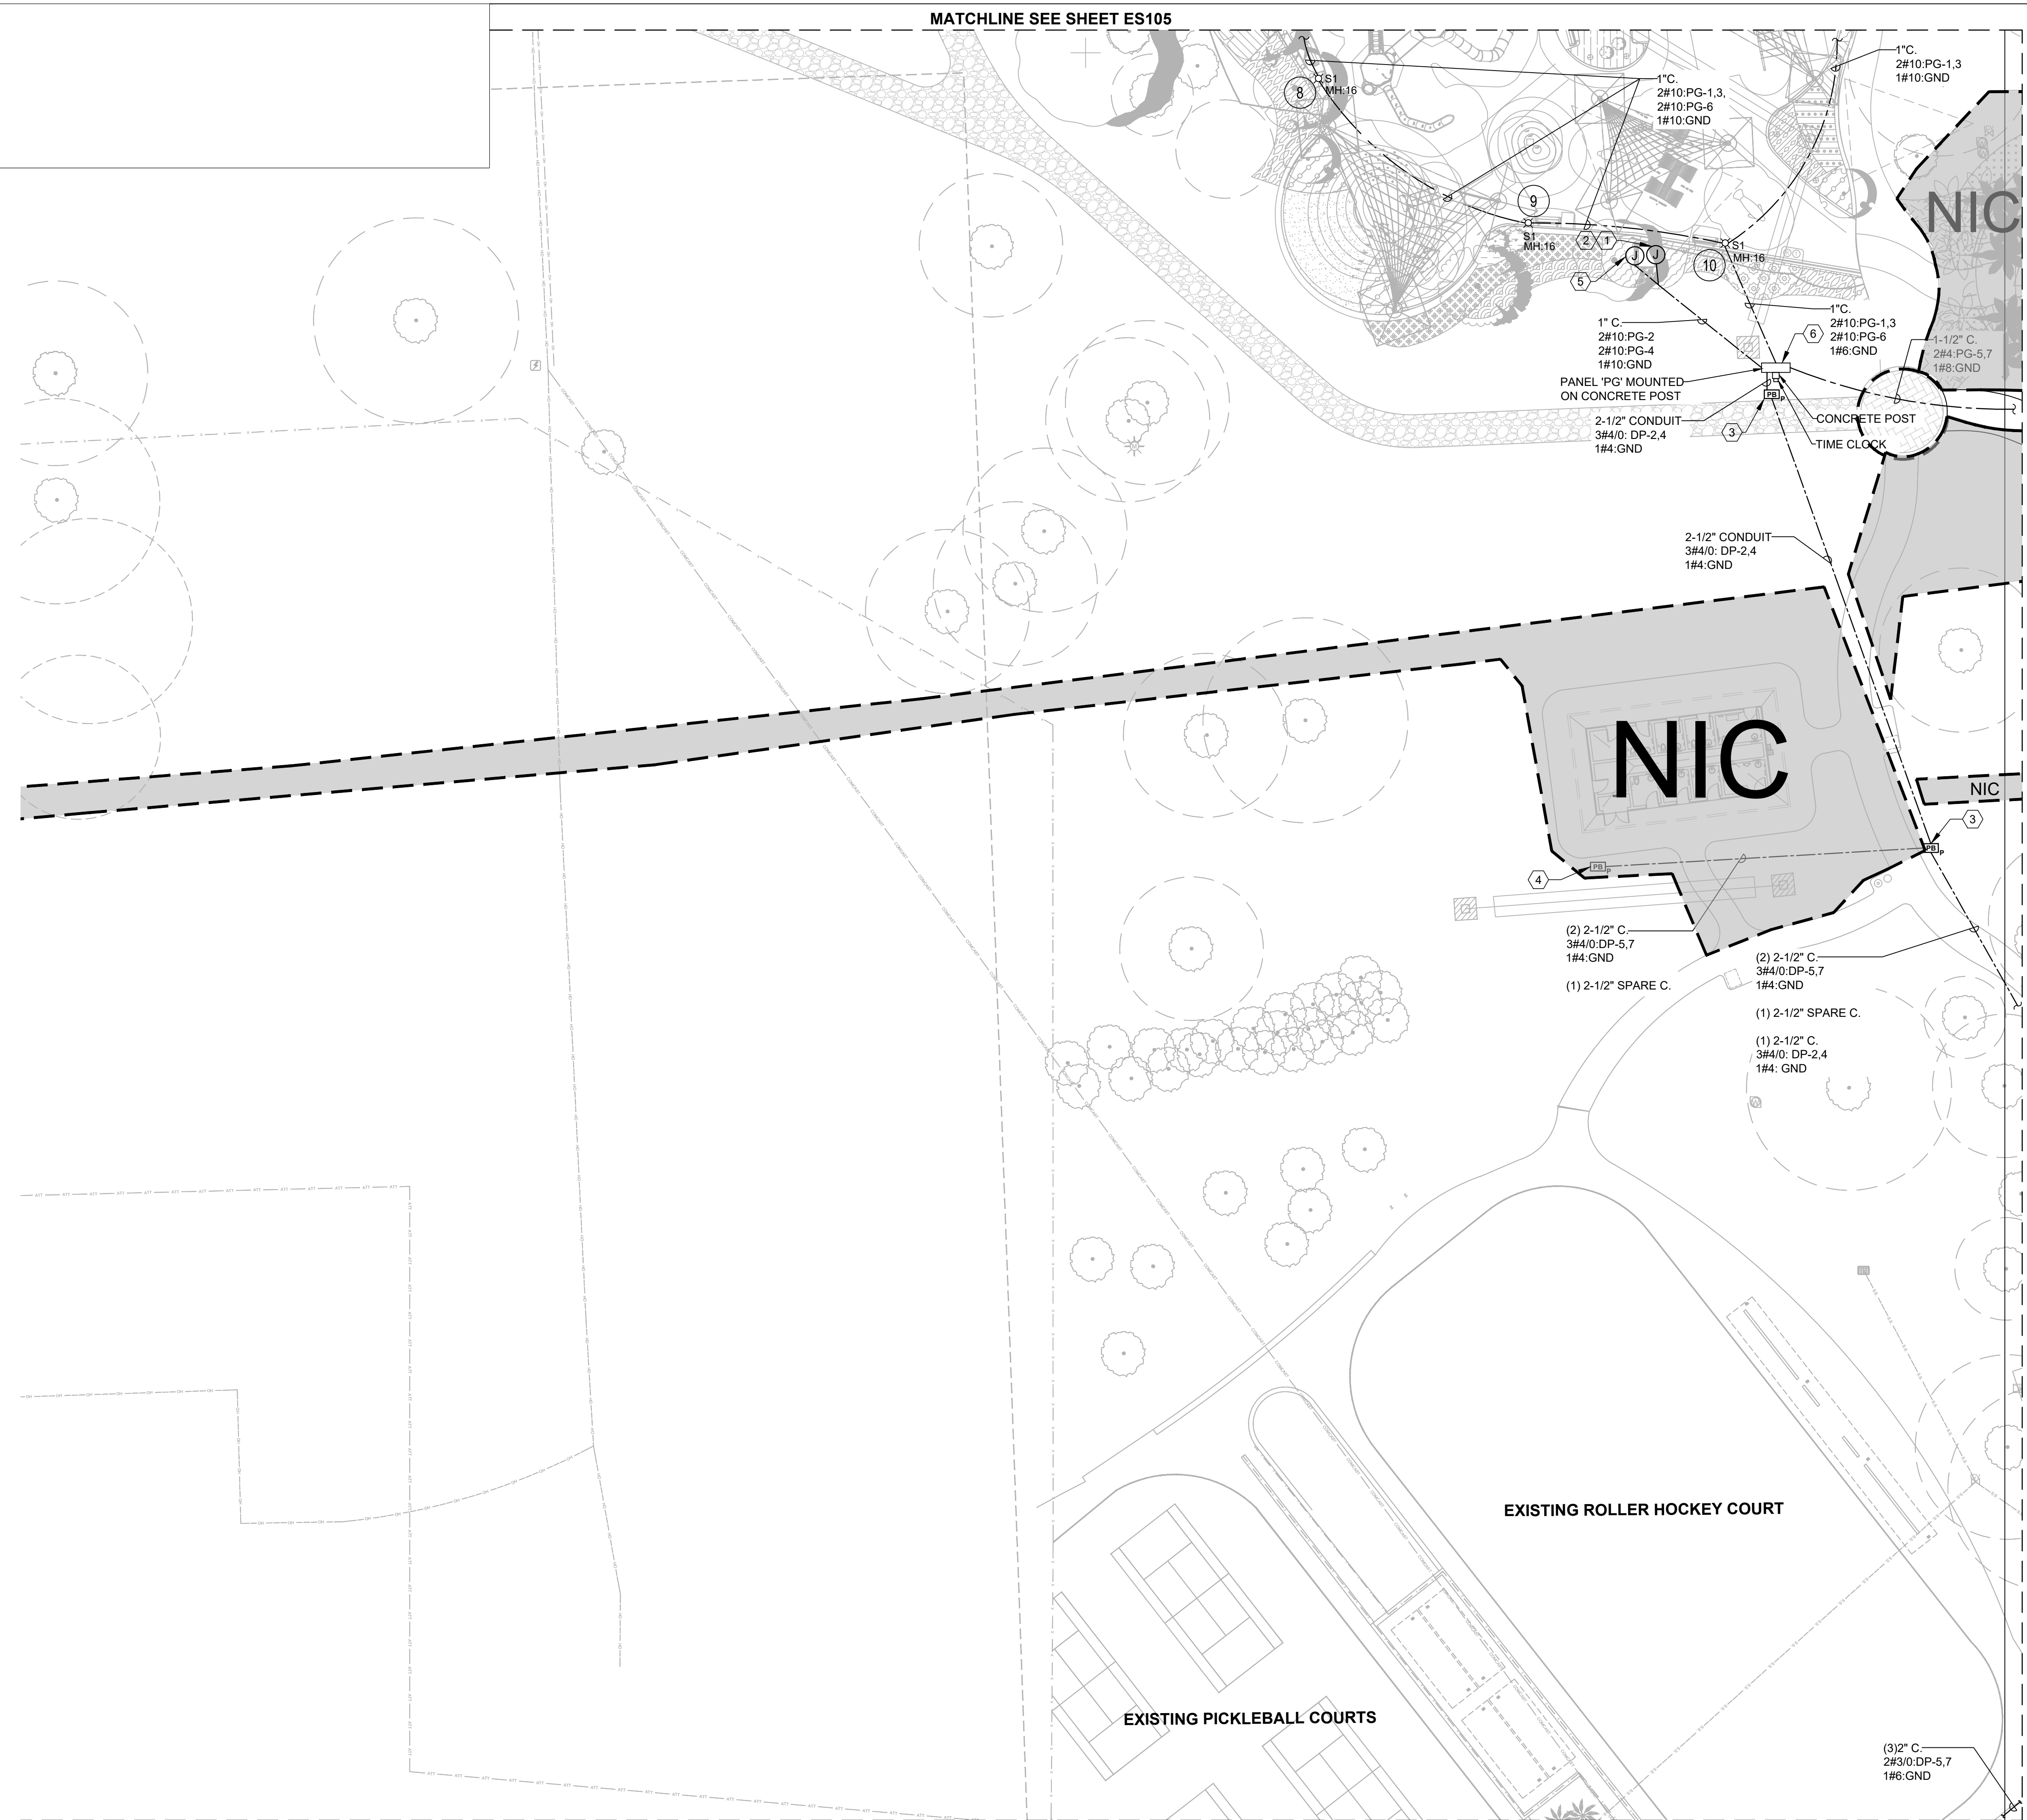 MATCHLINE SEE SHEET ES105
1"C.
2#10:PG-1,3
1#10:GND
1"C.
2#10:PG-1,3,
2#10:PG-6
1#10:GND
S1
MH:16
8
NIC
9
S1
MH:16
2
1
J
J
5
10
S1
MH:16
1" C.
2#10:PG-2
2#10:PG-4
1#10:GND
1"C.
2#10:PG-1,3
2#10:PG-6
1#6:GND
6
1-1/2" C.
2#4:PG-5,7
1#8:GND
PANEL 'PG' MOUNTED
ON CONCRETE POST
PB
P
2-1/2" CONDUIT
3#4/0: DP-2,4
1#4:GND
3
CONCRETE POST
TIME CLOCK
2-1/2" CONDUIT
3#4/0: DP-2,4
1#4:GND
NIC
NIC
3
PB
P
PB
P
4
(2) 2-1/2" C.
3#4/0:DP-5,7
1#4:GND
(1) 2-1/2" SPARE C.
(2) 2-1/2" C.
3#4/0:DP-5,7
1#4:GND
(1) 2-1/2" SPARE C.
(1) 2-1/2" C.
3#4/0: DP-2,4
1#4: GND
EXISTING ROLLER HOCKEY COURT
EXISTING PICKLEBALL COURTS
(3)2" C.
2#3/0:DP-5,7
1#6:GND